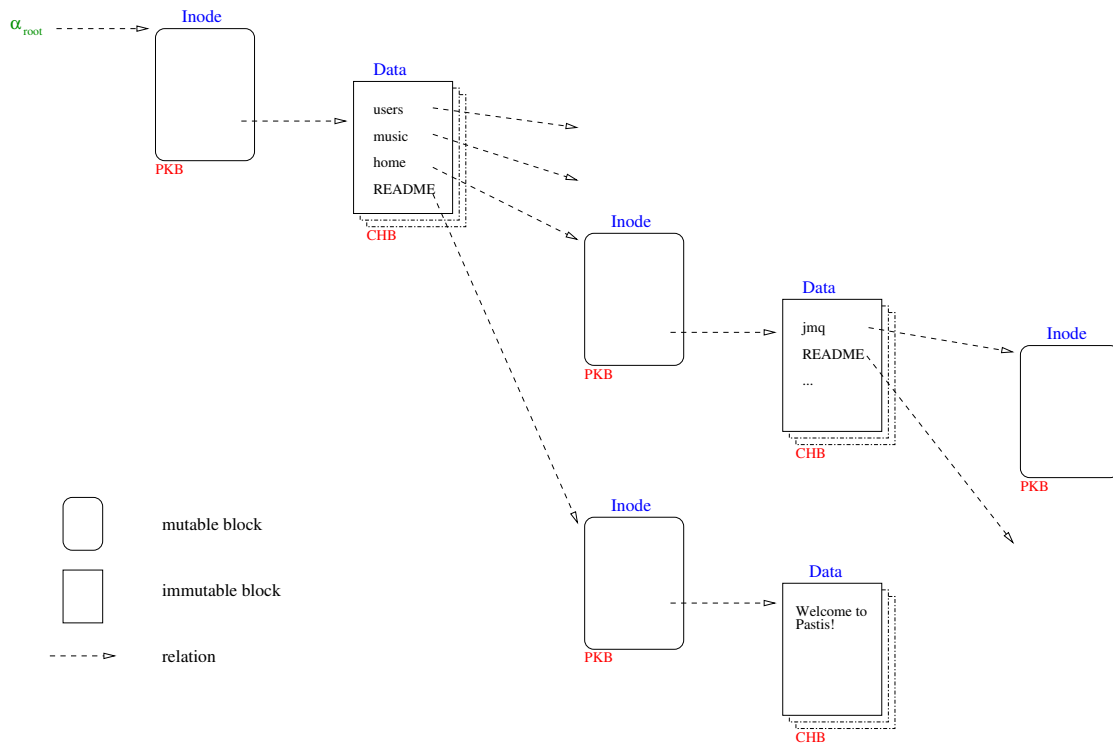 Inode
α root
PKB
Data
users
music
home
README
CHB
Inode
PKB
Data
jmq
README
...
CHB
Inode
PKB
Inode
PKB
Data
Welcome to
Pastis!
CHB
mutable block
immutable block
relation